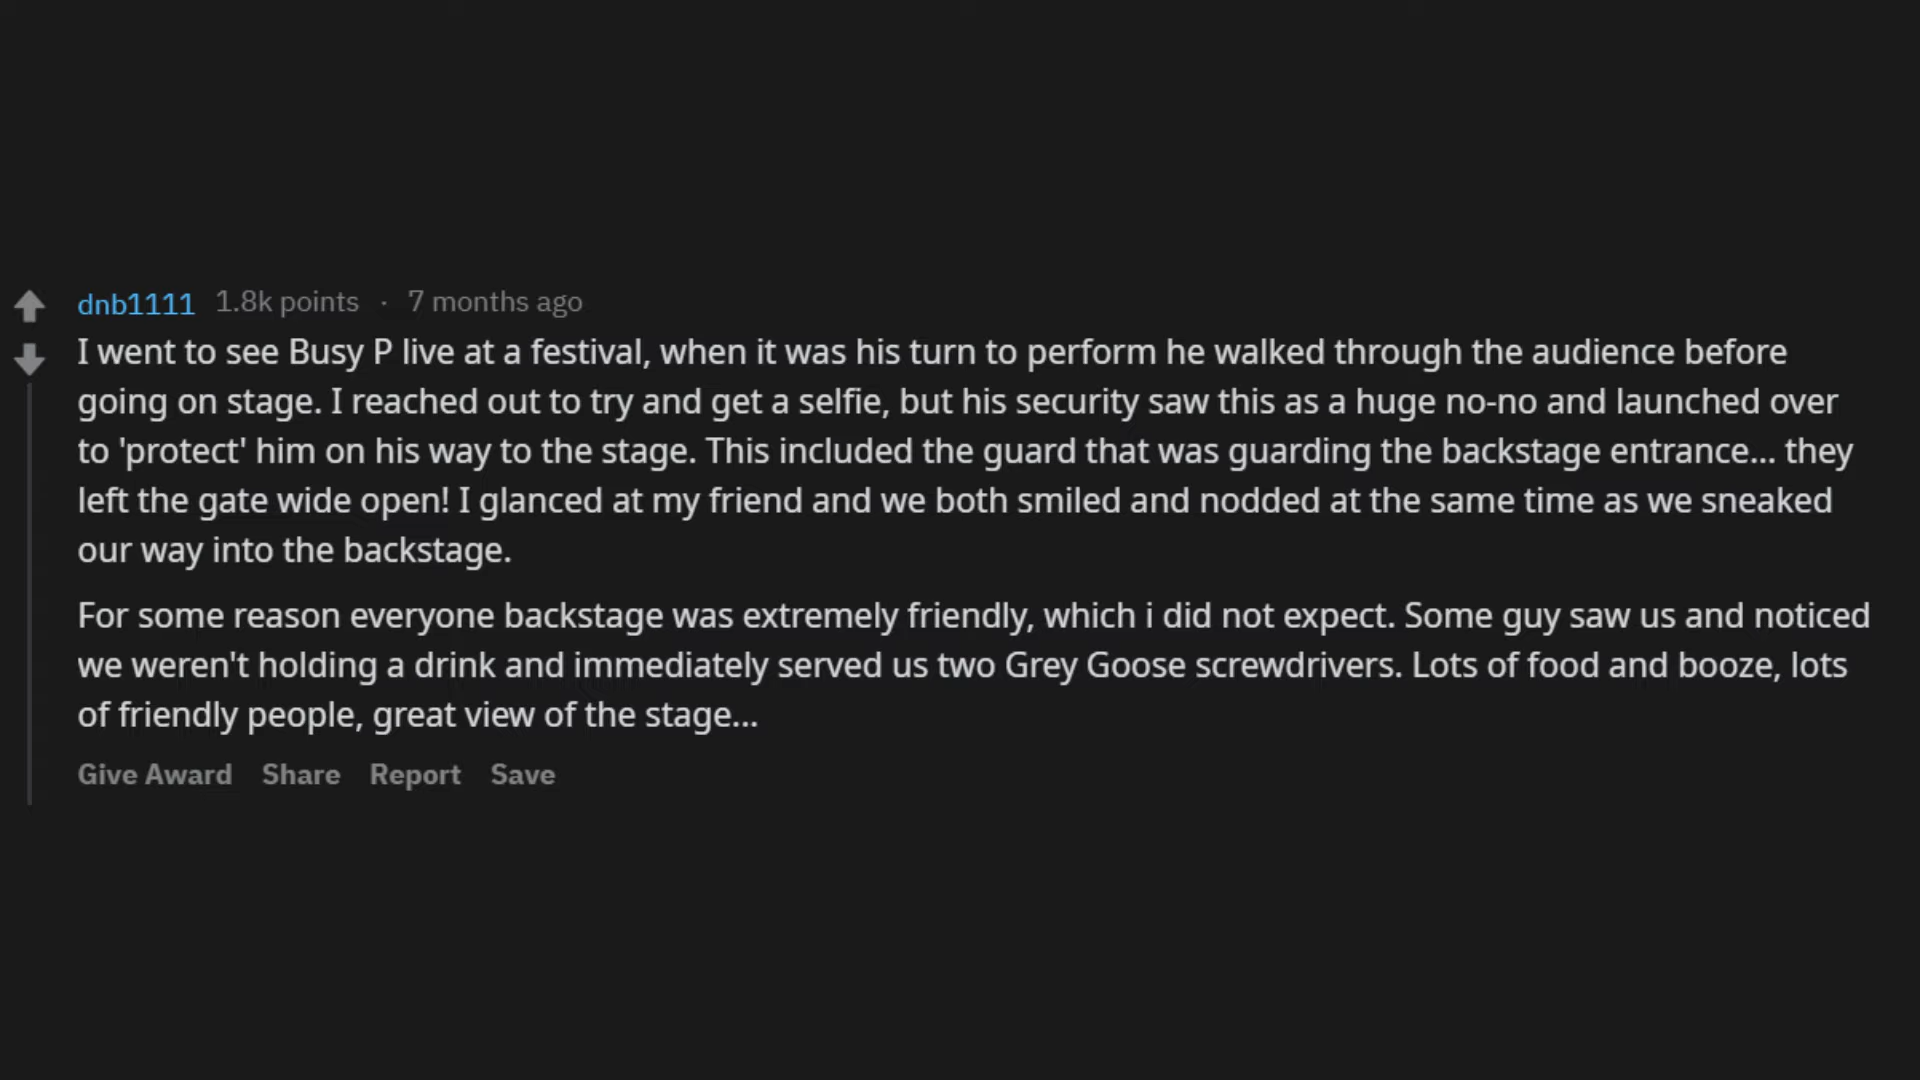 dnb1111 1.8k points · 7 months ago
I went to see Busy P live at a festival, when it was his turn to perform he walked through the audience before
going on stage. I reached out to try and get a selfie, but his security saw this as a huge no-no and launched over
to 'protect' him on his way to the stage. This included the guard that was guarding the backstage entrance... they
left the gate wide open! I glanced at my friend and we both smiled and nodded at the same time as we sneaked
our way into the backstage.
For some reason everyone backstage was extremely friendly, which i did not expect. Some guy saw us and noticed
we weren't holding a drink and immediately served us two Grey Goose screwdrivers. Lots of food and booze, lots
of friendly people, great view of the stage...
Give Award Share Report Save